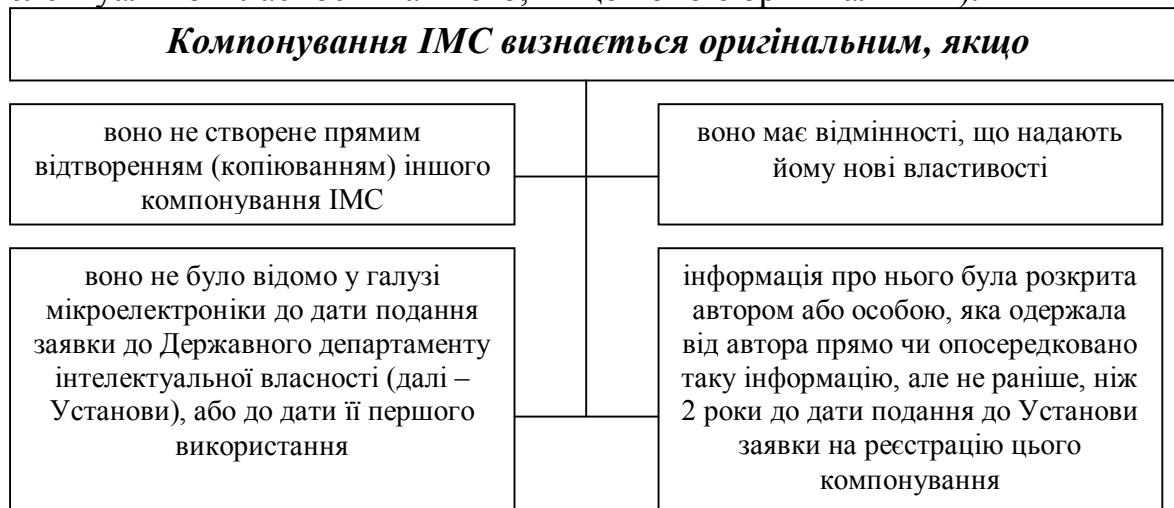 Компонування ІМС визнається оригінальним, якщо
воно не створене прямим
відтворенням (копіюванням) іншого
компонування ІМС
воно має відмінності, що надають
йому нові властивості
воно не було відомо у галузі
мікроелектроніки до дати подання
заявки до Державного департаменту
інтелектуальної власності (далі –
Установи), або до дати її першого
використання
інформація про нього була розкрита
автором або особою, яка одержала
від автора прямо чи опосередковано
таку інформацію, але не раніше, ніж
2 роки до дати подання до Установи
заявки на реєстрацію цього
компонування